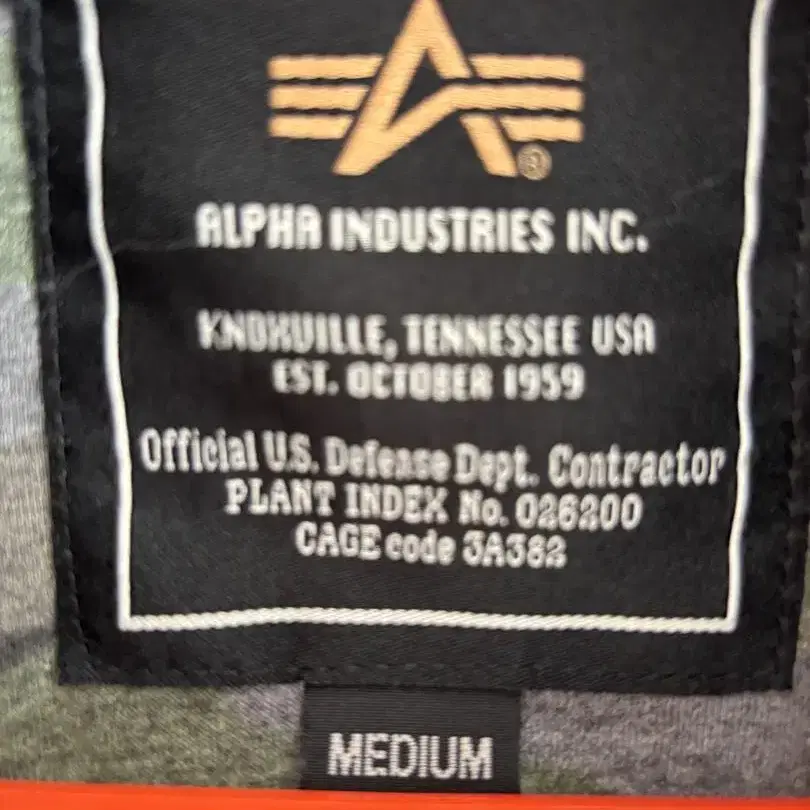 ALPHA INDUSTRIES INC.
KNOXVILLE, TENNESSEE USA
EST. OCTOBER 1959
Official U.S. Defense Dept. Contractor
PLANT INDEX No. 026200
CAGE code 3A382
MEDIUM